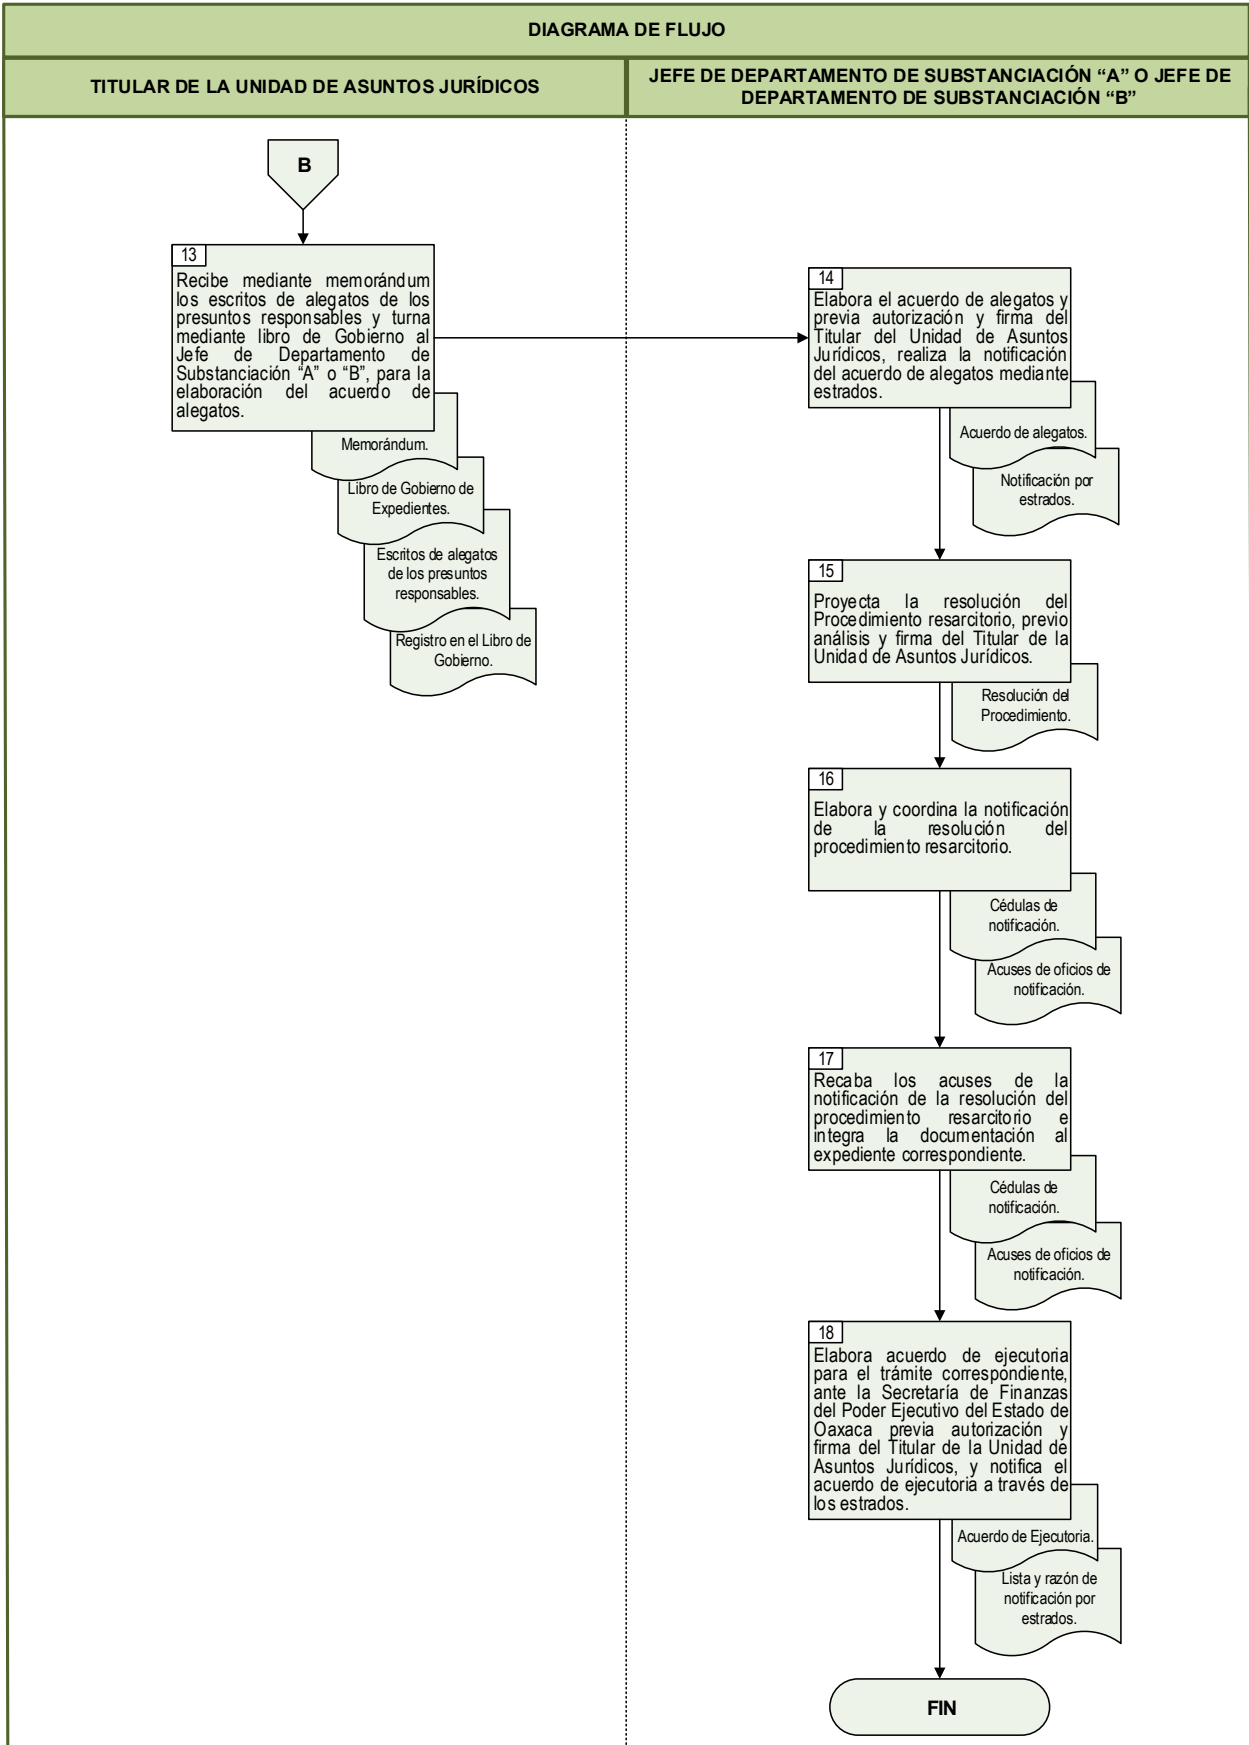 DIAGRAMA DE FLUJO
TITULAR DE LA UNIDAD DE ASUNTOS JURÍDICOS
JEFE DE DEPARTAMENTO DE SUBSTANCIACIÓN “A” O JEFE DE
DEPARTAMENTO DE SUBSTANCIACIÓN “B”
B
13
Recibe mediante memorándum
los escritos de alegatos de los
presuntos responsables y turna
mediante libro de Gobierno al
Jefe de Departamento de
Substanciación “A” o “B”, para la
elaboración del acuerdo de
alegatos.
Memorándum.
Libro de Gobierno de
Expedientes.
Escritos de alegatos
de los presuntos
responsables.
Registro en el Libro de
Gobierno.
14
Elabora el acuerdo de alegatos y
previa autorización y firma del
Titular del Unidad de Asuntos
Jurídicos, realiza la notificación
del acuerdo de alegatos mediante
estrados.
Acuerdo de alegatos.
Notificación por
estrados.
15
Proyecta la resolución del
Procedimiento resarcitorio, previo
análisis y firma del Titular de la
Unidad de Asuntos Jurídicos.
Resolución del
Procedimiento.
16
Elabora y coordina la notificación
de la resolución del
procedimiento resarcitorio.
Cédulas de
notificación.
Acuses de oficios de
notificación.
17
Recaba los acuses de la
notificación de la resolución del
procedimiento resarcitorio e
integra la documentación al
expediente correspondiente.
Cédulas de
notificación.
Acuses de oficios de
notificación.
18
Elabora acuerdo de ejecutoria
para el trámite correspondiente,
ante la Secretaría de Finanzas
del Poder Ejecutivo del Estado de
Oaxaca previa autorización y
firma del Titular de la Unidad de
Asuntos Jurídicos, y notifica el
acuerdo de ejecutoria a través de
los estrados.
Acuerdo de Ejecutoria.
Lista y razón de
notificación por
estrados.
FIN